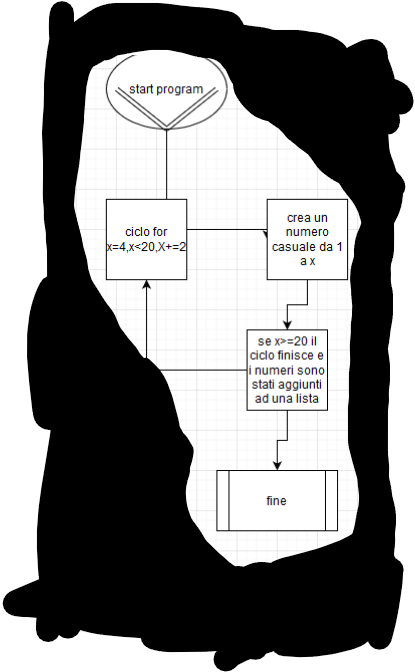 start program
ciclo for
x=4,x<20,X+=2
crea un
numero
casuale da 1
a x
se x>=20 il
ciclo finisce e
i numeri sono
stati aggiunti
ad una lista
fine